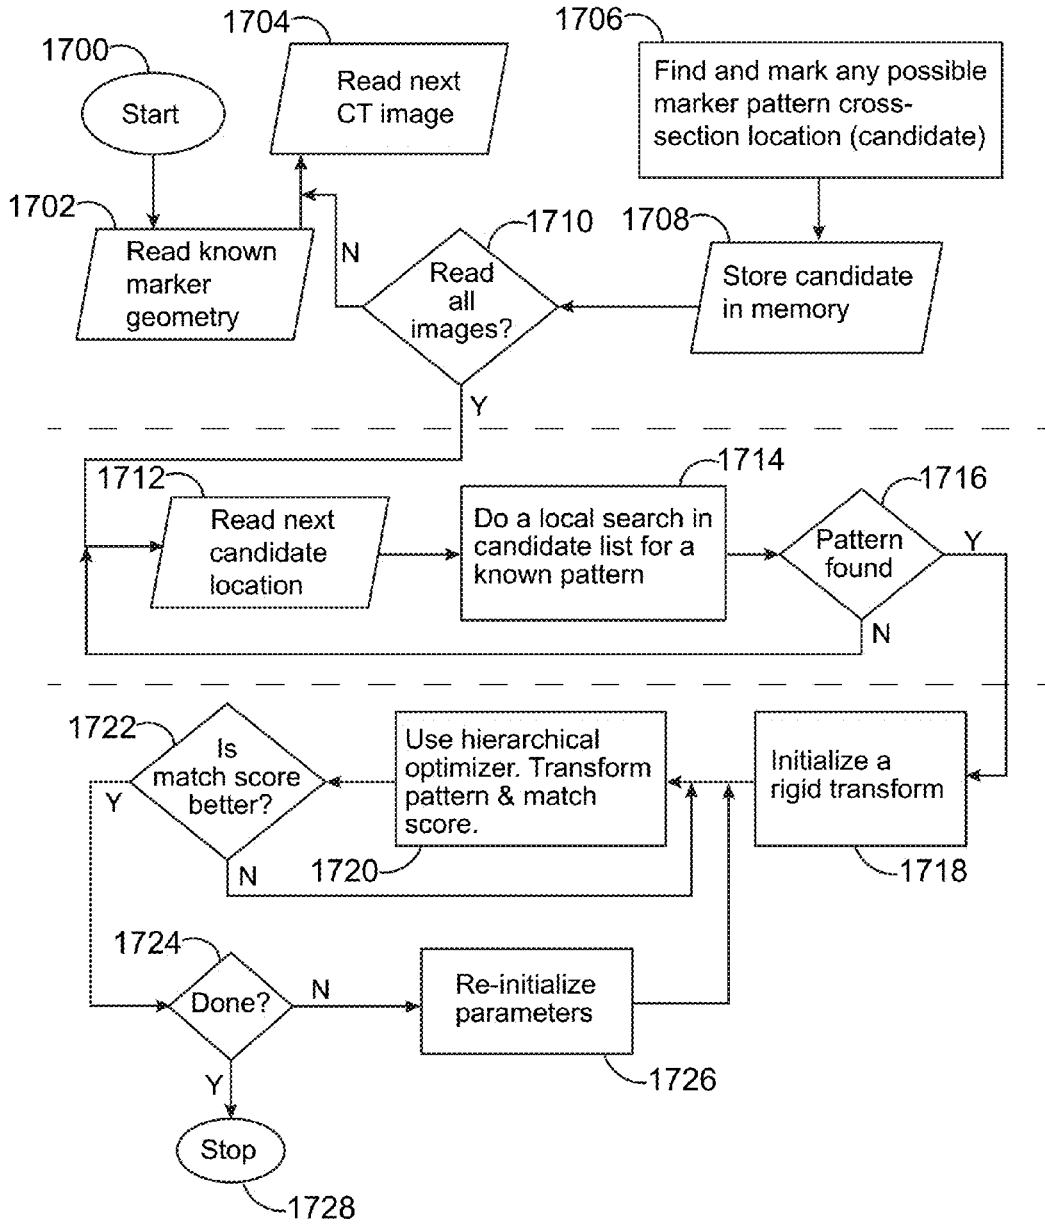 1700
Start
1704
Read next
CT image
1706
Find and mark any possible
marker pattern cross-
section location (candidate)
1702
Read known
marker
geometry
N
1710
Read
all
images?
Y
1708
Store candidate
in memory
1712
Read next
candidate
location
1714
Do a local search in
candidate list for a
known pattern
1716
Pattern
found
Y
N
1722
Is
match score
better?
Y
N
Use hierarchical
optimizer. Transform
pattern & match
score.
1720
Initialize a
rigid transform
1718
1724
Done?
N
Y
Re-initialize
parameters
1726
Stop
1728